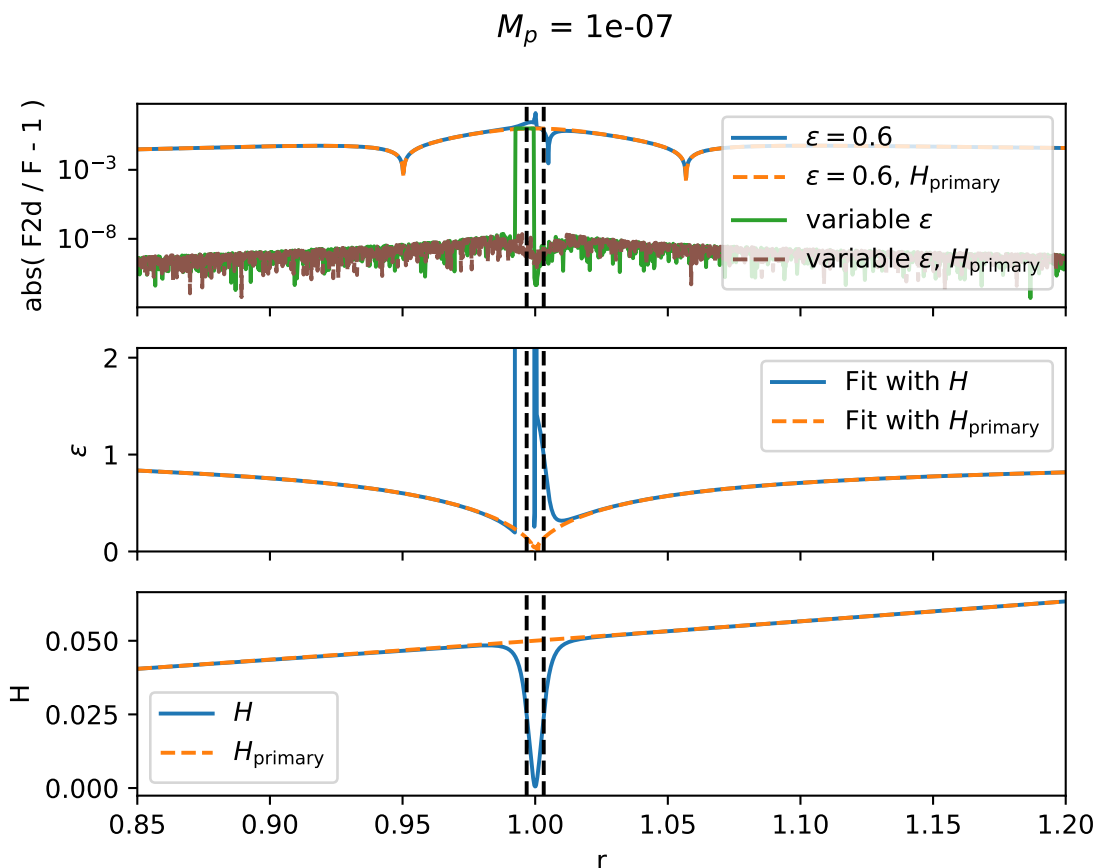 M_p = 1e-07
abs( F2d / F - 1 )
10⁻³
10⁻⁸
ε = 0.6
ε = 0.6, H_primary
variable ε
variable ε, H_primary
ε
2
1
0
Fit with H
Fit with H_primary
H
0.050
0.025
0.000
H
H_primary
0.85 0.90 0.95 1.00 1.05 1.10 1.15 1.20
r